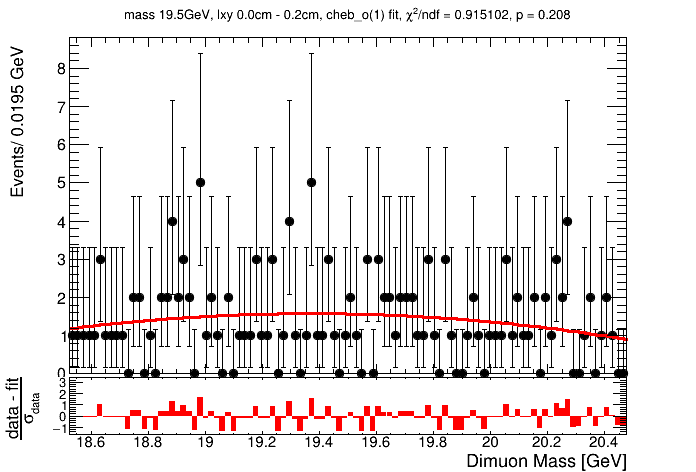 mass 19.5GeV, lxy 0.0cm - 0.2cm, cheb_o(1) fit, χ²/ndf = 0.915102, p = 0.208
Events/ 0.0195 GeV
8
7
6
5
4
3
2
1
0
data - fit
σdata
3
2
1
0
−1
18.6 18.8 19 19.2 19.4 19.6 19.8 20 20.2 20.4
Dimuon Mass [GeV]